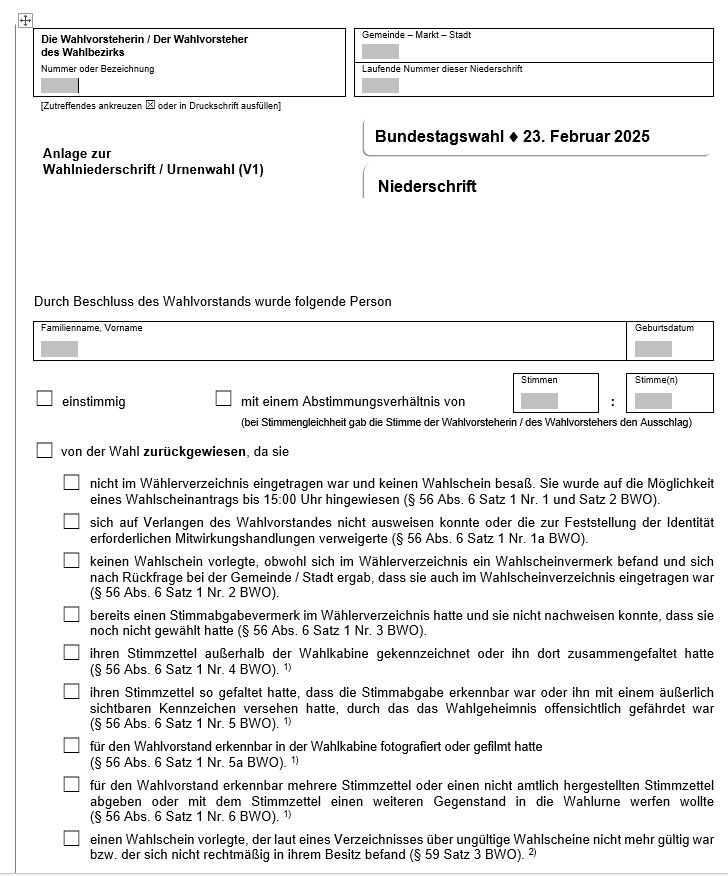 Die Wahlvorsteherin / Der Wahlvorsteher
des Wahlbezirks
Nummer oder Bezeichnung
Gemeinde – Markt – Stadt
Laufende Nummer dieser Niederschrift
[Zutreffendes ankreuzen ☒ oder in Druckschrift ausfüllen]
Anlage zur
Wahlniederschrift / Urnenwahl (V1)
Bundestagswahl ♦ 23. Februar 2025
Niederschrift
Durch Beschluss des Wahlvorstands wurde folgende Person
Familienname, Vorname
Geburtsdatum
☐ einstimmig ☐ mit einem Abstimmungsverhältnis von
Stimmen
:
Stimme(n)
(bei Stimmengleichheit gab die Stimme der Wahlvorsteherin / des Wahlvorstehers den Ausschlag)
☐ von der Wahl zurückgewiesen, da sie
☐ nicht im Wählerverzeichnis eingetragen war und keinen Wahlschein besaß. Sie wurde auf die Möglichkeit
eines Wahlscheinantrags bis 15:00 Uhr hingewiesen (§ 56 Abs. 6 Satz 1 Nr. 1 und Satz 2 BWO).
☐ sich auf Verlangen des Wahlvorstandes nicht ausweisen konnte oder die zur Feststellung der Identität
erforderlichen Mitwirkungshandlungen verweigerte (§ 56 Abs. 6 Satz 1 Nr. 1a BWO).
☐ keinen Wahlschein vorlegte, obwohl sich im Wählerverzeichnis ein Wahlscheinvermerk befand und sich
nach Rückfrage bei der Gemeinde / Stadt ergab, dass sie auch im Wahlscheinverzeichnis eingetragen war
(§ 56 Abs. 6 Satz 1 Nr. 2 BWO).
☐ bereits einen Stimmabgabevermerk im Wählerverzeichnis hatte und sie nicht nachweisen konnte, dass sie
noch nicht gewählt hatte (§ 56 Abs. 6 Satz 1 Nr. 3 BWO).
☐ ihren Stimmzettel außerhalb der Wahlkabine gekennzeichnet oder ihn dort zusammengefaltet hatte
(§ 56 Abs. 6 Satz 1 Nr. 4 BWO). 1)
☐ ihren Stimmzettel so gefaltet hatte, dass die Stimmabgabe erkennbar war oder ihn mit einem äußerlich
sichtbaren Kennzeichen versehen hatte, durch das das Wahlgeheimnis offensichtlich gefährdet war
(§ 56 Abs. 6 Satz 1 Nr. 5 BWO). 1)
☐ für den Wahlvorstand erkennbar in der Wahlkabine fotografiert oder gefilmt hatte
(§ 56 Abs. 6 Satz 1 Nr. 5a BWO). 1)
☐ für den Wahlvorstand erkennbar mehrere Stimmzettel oder einen nicht amtlich hergestellten Stimmzettel
abgeben oder mit dem Stimmzettel einen weiteren Gegenstand in die Wahlurne werfen wollte
(§ 56 Abs. 6 Satz 1 Nr. 6 BWO). 1)
☐ einen Wahlschein vorlegte, der laut eines Verzeichnisses über ungültige Wahlscheine nicht mehr gültig war
bzw. der sich nicht rechtmäßig in ihrem Besitz befand (§ 59 Satz 3 BWO). 2)